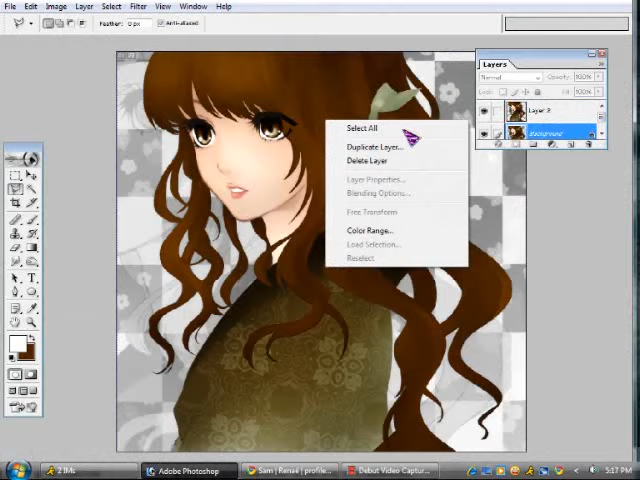 File Edit Image Layer Select Filter View Window Help
Feather: 0 px Anti-aliased
Layers
Normal Opacity: 100%
Lock: Fill: 100%
Layer 2
Background
Select All
Duplicate Layer...
Delete Layer
Layer Properties...
Blending Options...
Free Transform
Color Range...
Load Selection...
Reselect
2 IMs Adobe Photoshop Sam | Renae | profile... Debut Video Captur... 5:17 PM